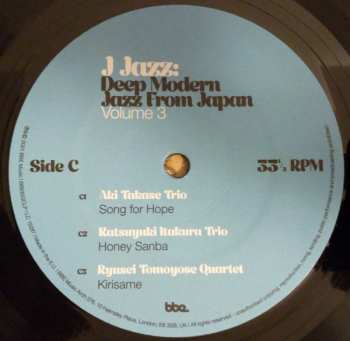 J Jazz:
Deep Modern
Jazz From Japan
Volume 3
Side C
33⅓ RPM
C1 Aki Takase Trio
Song for Hope
C2 Katsuyuki Itakura Trio
Honey Sanba
C3 Ryusei Tomoyose Quartet
Kirisame
bbe